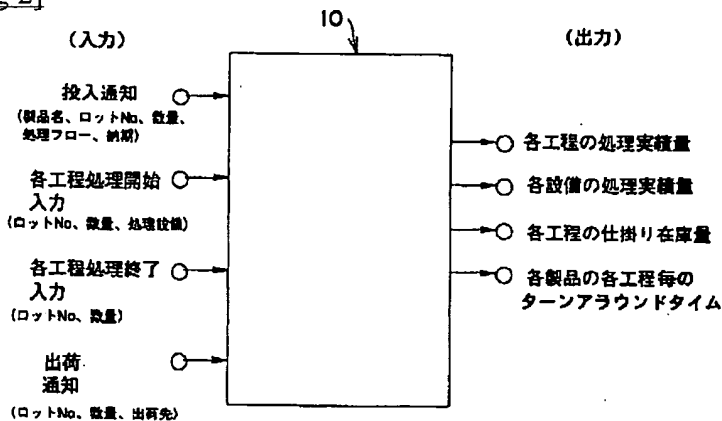 (入力)
10
(出力)
投入通知
(製品名、ロットNo、数量、
処理フロー、納期)
各工程処理開始
入力
(ロットNo、数量、処理設備)
各工程処理終了
入力
(ロットNo、数量)
出荷
通知
(ロットNo、数量、出荷先)
各工程の処理実績量
各設備の処理実績量
各工程の仕掛り在庫量
各製品の各工程毎の
ターンアラウンドタイム